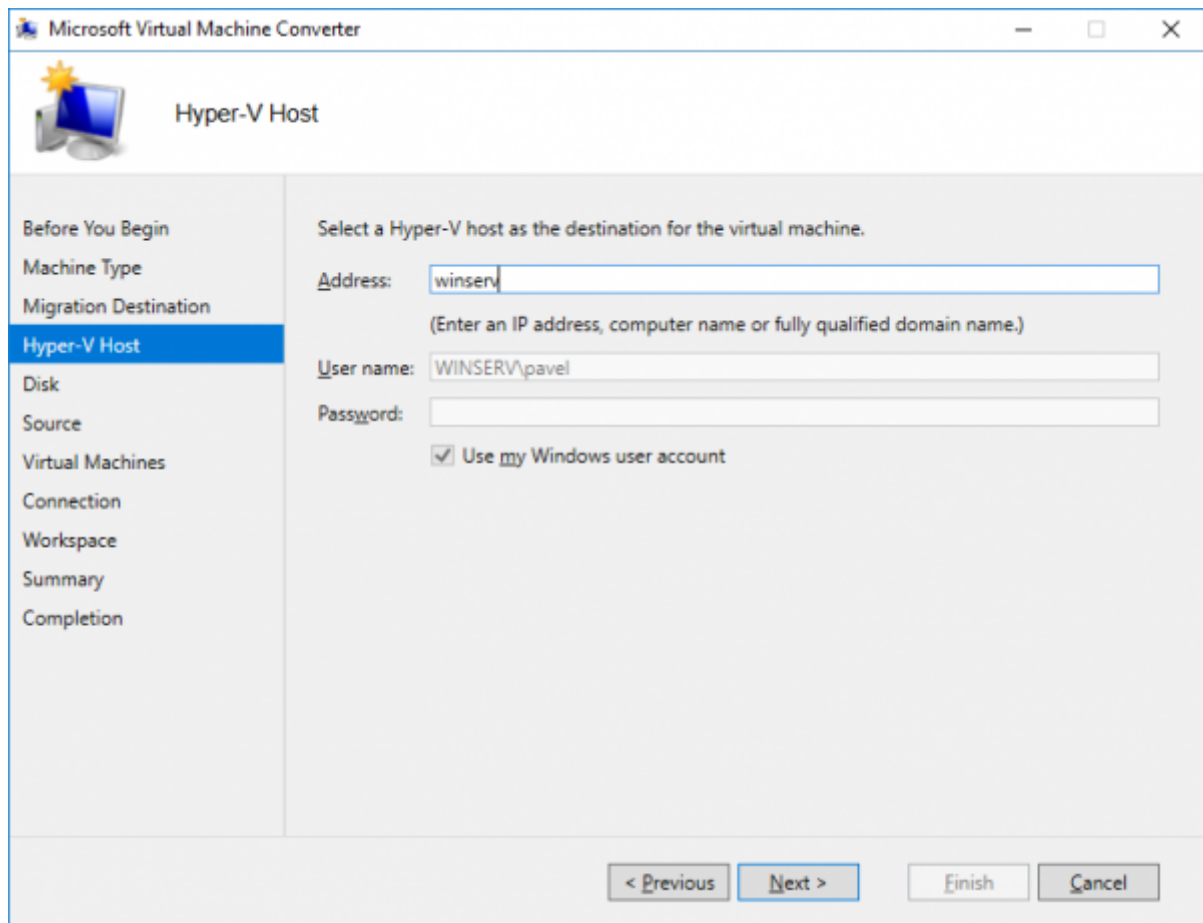 Microsoft Virtual Machine Converter
Hyper-V Host
Before You Begin
Machine Type
Migration Destination
Hyper-V Host
Disk
Source
Virtual Machines
Connection
Workspace
Summary
Completion
Select a Hyper-V host as the destination for the virtual machine.
Address: winserv
(Enter an IP address, computer name or fully qualified domain name.)
User name: WINSERV\pavel
Password:
Use my Windows user account
< Previous Next > Finish Cancel